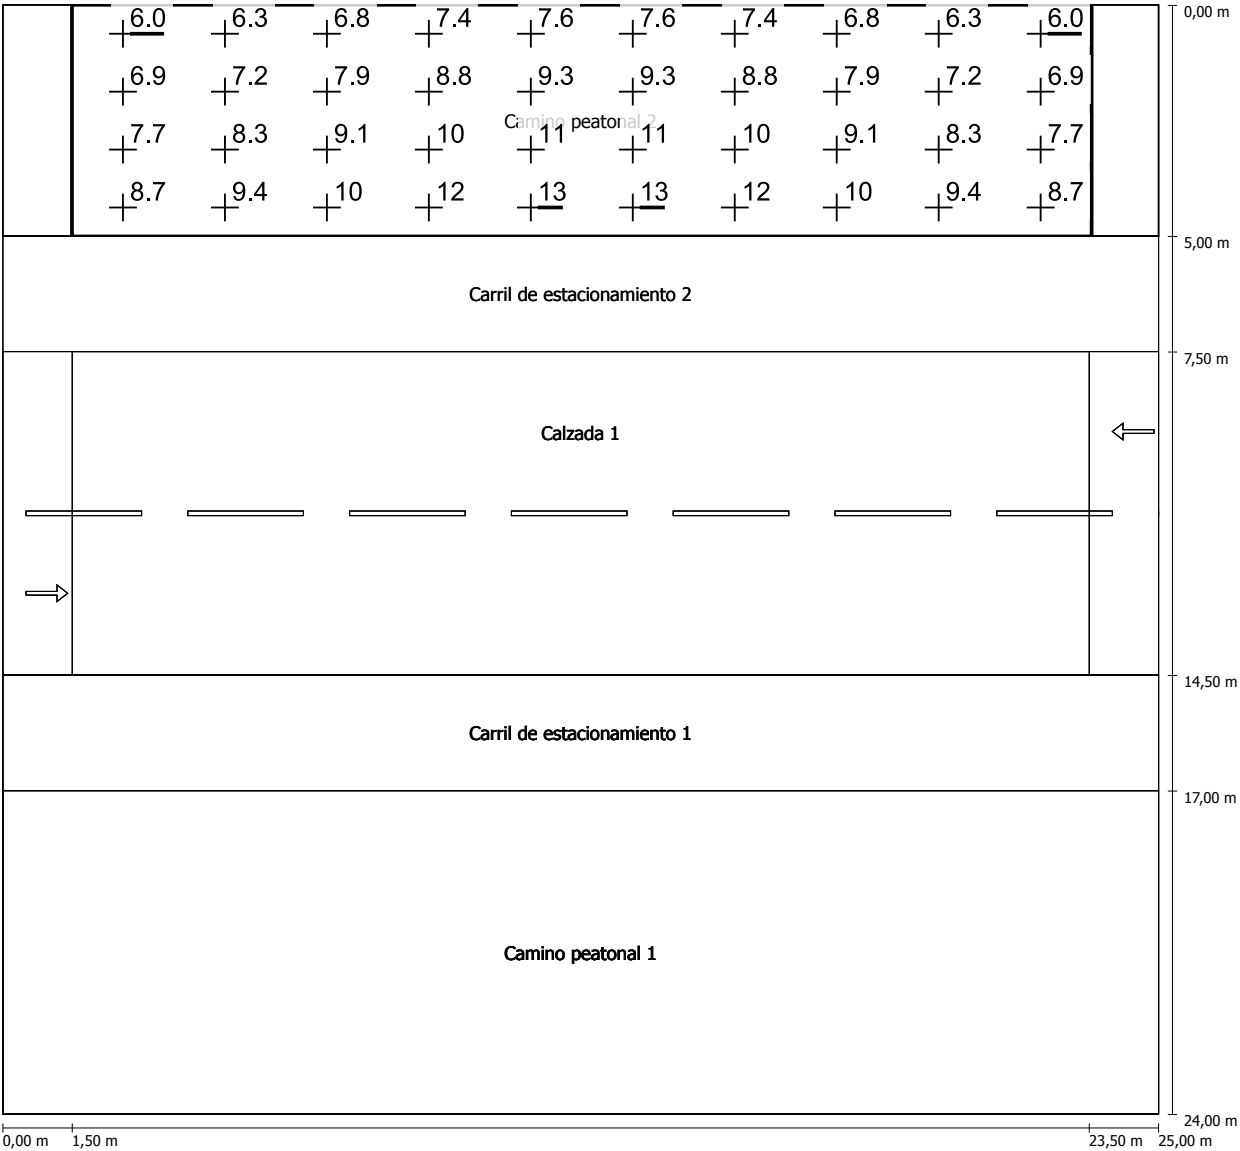 6.0 6.3 6.8 7.4 7.6 7.6 7.4 6.8 6.3 6.0
0,00 m
6.9 7.2 7.9 8.8 9.3 9.3 8.8 7.9 7.2 6.9
Camino peatonal 2
7.7 8.3 9.1 10 11 11 10 9.1 8.3 7.7
8.7 9.4 10 12 13 13 12 10 9.4 8.7
5,00 m
Carril de estacionamiento 2
7,50 m
Calzada 1
14,50 m
Carril de estacionamiento 1
17,00 m
Camino peatonal 1
24,00 m
0,00 m 1,50 m 23,50 m 25,00 m